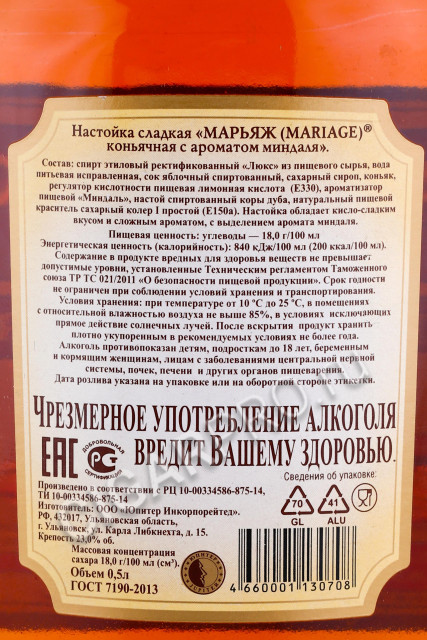 Настойка сладкая «МАРЬЯЖ (MARIAGE)®
коньячная с ароматом миндаля».
Состав: спирт этиловый ректификованный «Люкс» из пищевого сырья, вода
питьевая исправленная, сок яблочный спиртованный, сахарный сироп, коньяк,
регулятор кислотности пищевая лимонная кислота (Е330), ароматизатор
пищевой «Миндаль», настой спиртованный коры дуба, натуральный пищевой
краситель сахарный колер I простой (Е150а). Настойка обладает кисло-сладким
вкусом и сложным ароматом, с выделением аромата миндаля.
Пищевая ценность: углеводы — 18,0 г/100 мл
Энергетическая ценность (калорийность): 840 кДж/100 мл (200 ккал/100 мл).
Содержание в продукте вредных для здоровья веществ не превышает
допустимые уровни, установленные Техническим регламентом Таможенного
союза ТР ТС 021/2011 «О безопасности пищевой продукции». Срок годности
не ограничен при соблюдении условий хранения и транспортирования.
Условия хранения: при температуре от 10 °С до 25 °С, в помещениях
с относительной влажностью воздуха не выше 85%, в условиях исключающих
прямое действие солнечных лучей. После вскрытия продукт хранить
плотно укупоренным в рекомендуемых условиях не более года.
Алкоголь противопоказан детям, подросткам до 18 лет, беременным
и кормящим женщинам, лицам с заболеваниями центральной нервной
системы, почек, печени и других органов пищеварения.
Дата розлива указана на упаковке или на оборотной стороне этикетки.
ЧРЕЗМЕРНОЕ УПОТРЕБЛЕНИЕ АЛКОГОЛЯ
ВРЕДИТ ВАШЕМУ ЗДОРОВЬЮ.
ЕАС
ДОБРОВОЛЬНАЯ
СЕРТИФИКАЦИЯ
Сведения об упаковке:
Произведено в соответствии с РЦ 10-00334586-875-14,
ТИ 10-00334586-875-14
Изготовитель: ООО «Юпитер Инкорпорейтед».
РФ, 432017, Ульяновская область,
г. Ульяновск, ул. Карла Либкнехта, д. 15.
Крепость 23,0% об.
Массовая концентрация
сахара 18,0 г/100 мл (см³).
Объем 0,5л
ГОСТ 7190-2013
70
GL
41
ALU
4660001130708